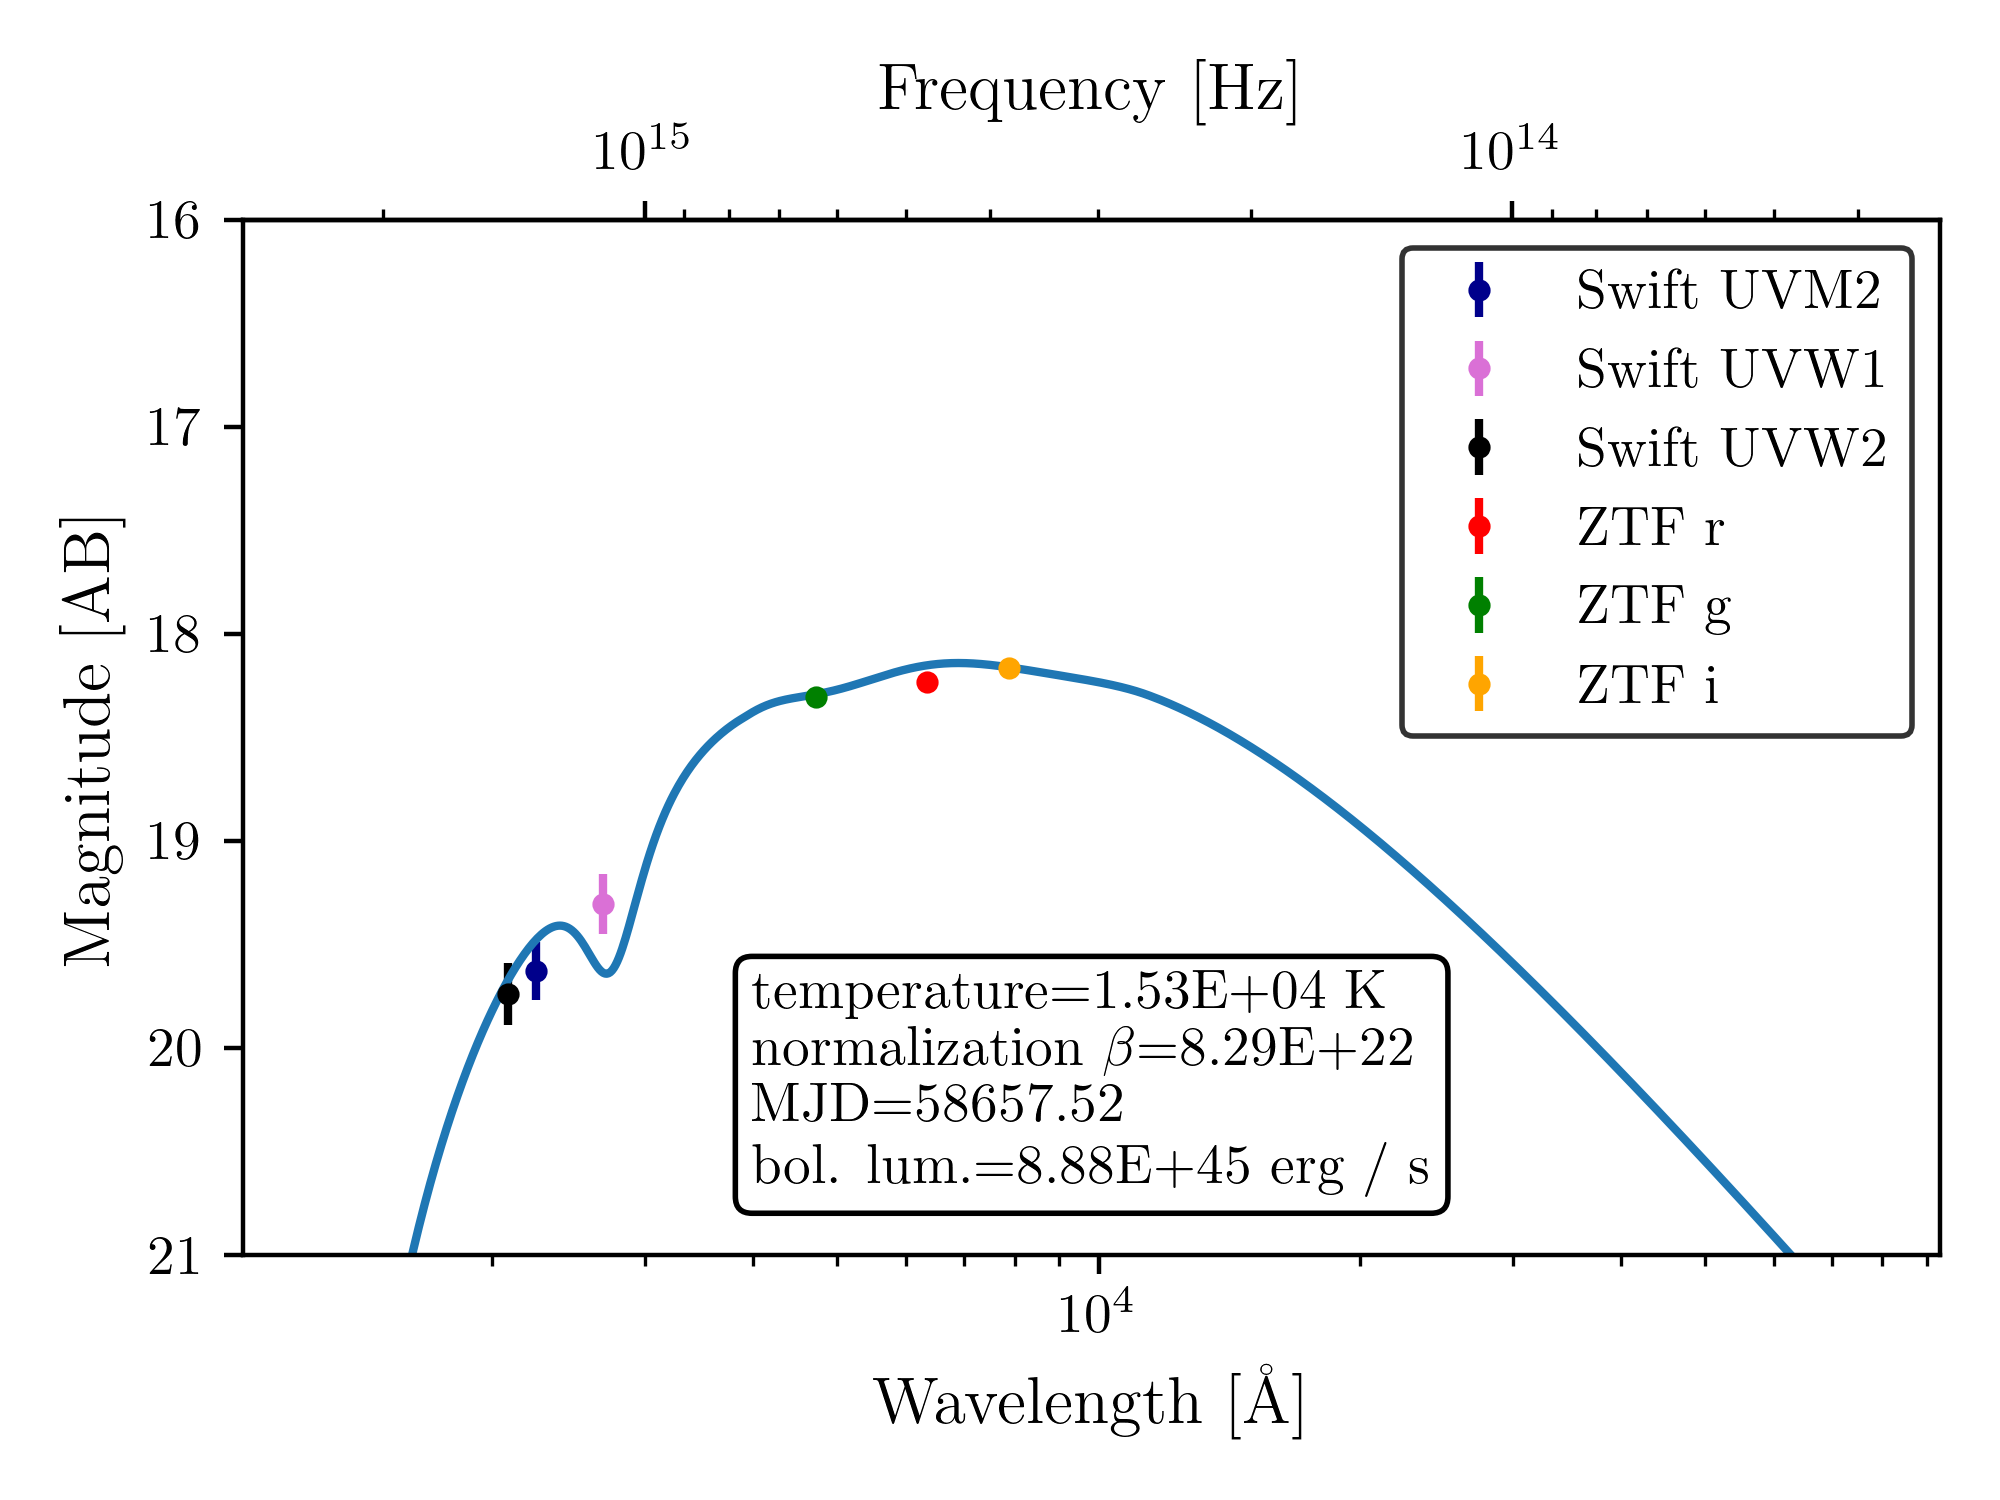 Frequency [Hz]
10^15 10^14
16
17
18
19
20
21
Magnitude [AB]
Swift UVM2
Swift UVW1
Swift UVW2
ZTF r
ZTF g
ZTF i
temperature=1.53E+04 K
normalization β=8.29E+22
MJD=58657.52
bol. lum.=8.88E+45 erg / s
10^4
Wavelength [Å]